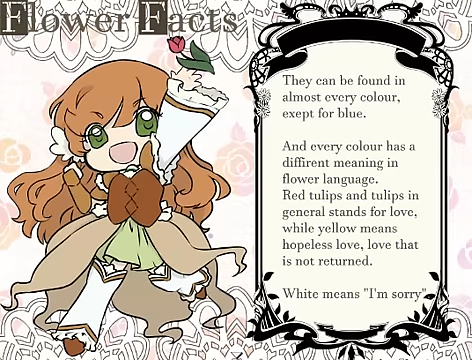 Flower Facts
They can be found in
almost every colour,
exept for blue.
And every colour has a
diffirent meaning in
flower language.
Red tulips and tulips in
general stands for love,
while yellow means
hopeless love, love that
is not returned.
White means "I'm sorry"